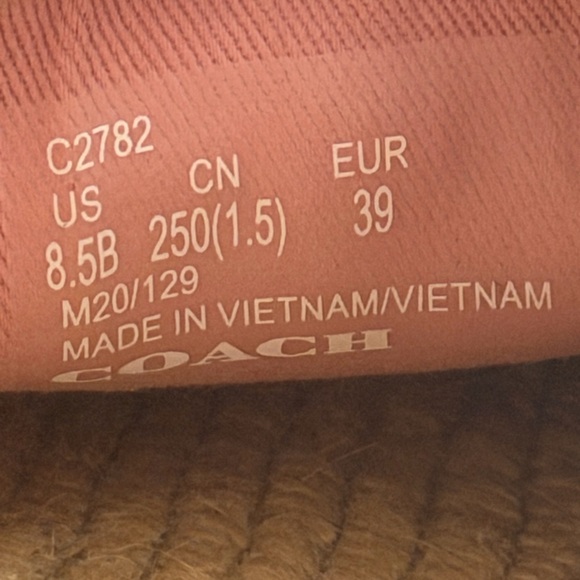 C2782
US CN EUR
8.5B 250(1.5) 39
M20/129
MADE IN VIETNAM/VIETNAM
COACH